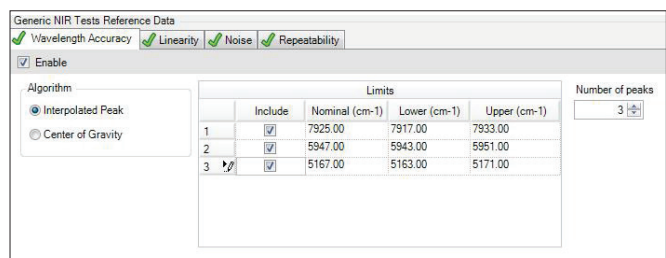 Generic NIR Tests Reference Data
Wavelength Accuracy Linearity Noise Repeatability
Enable
Algorithm
Interpolated Peak
Center of Gravity
Limits
Include Nominal (cm-1) Lower (cm-1) Upper (cm-1)
1 7925.00 7917.00 7933.00
2 5947.00 5943.00 5951.00
3 5167.00 5163.00 5171.00
Number of peaks
3